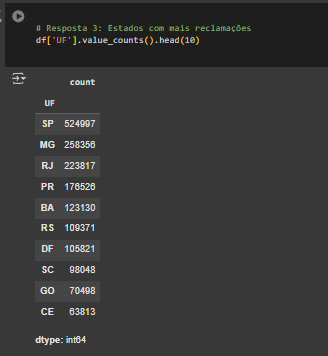 # Resposta 3: Estados com mais reclamações
df['UF'].value_counts().head(10)
count
UF
SP 524997
MG 258356
RJ 223817
PR 176526
BA 123130
RS 109371
DF 105821
SC 98048
GO 70498
CE 63813
dtype: int64